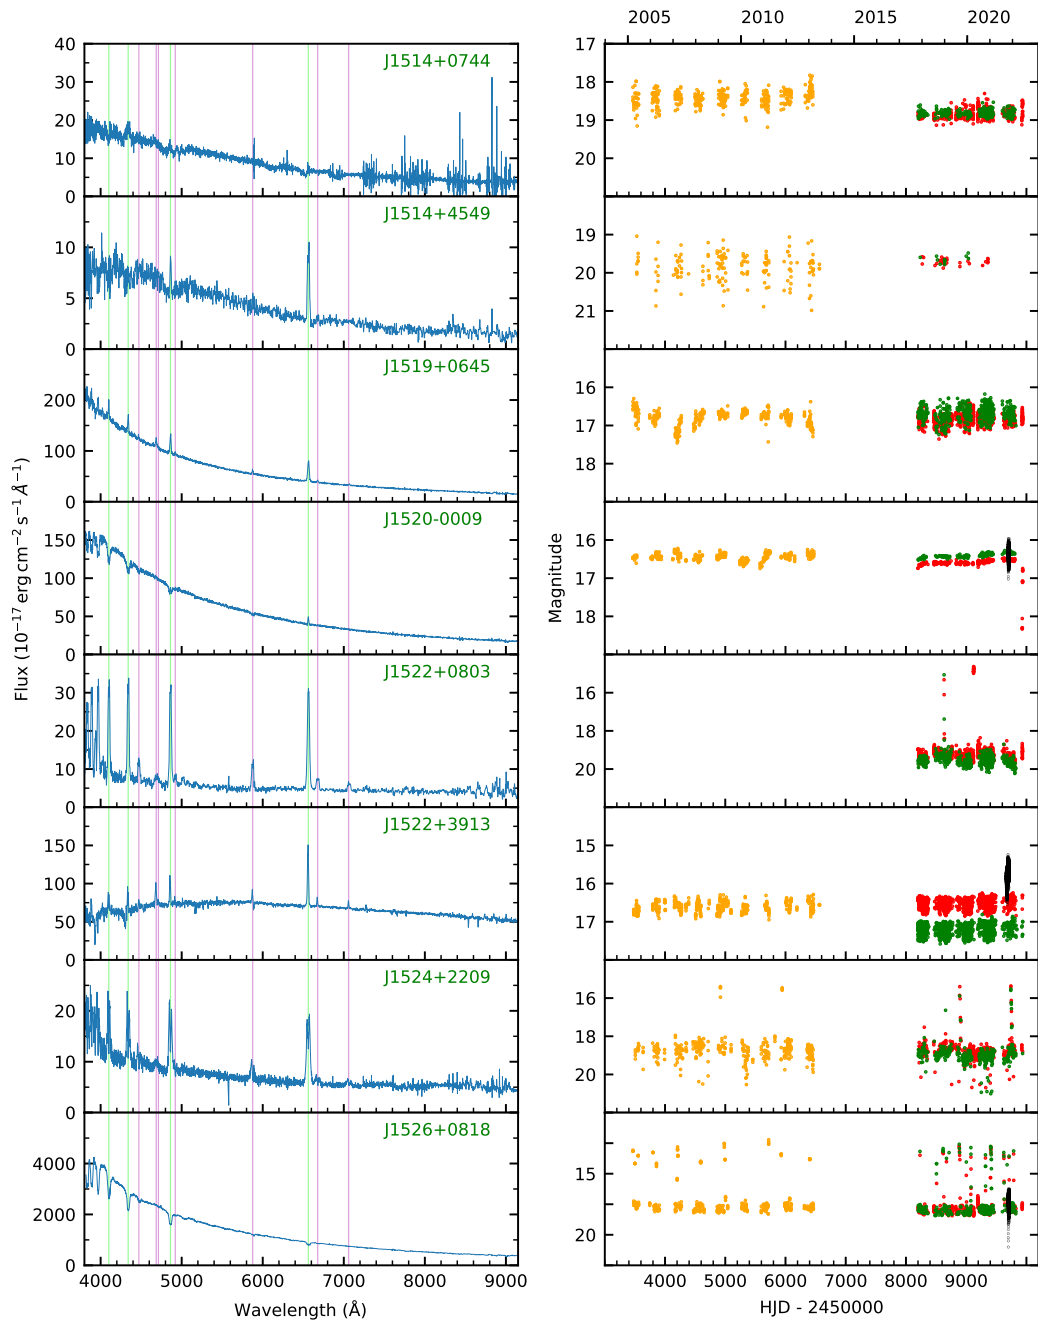 2005 2010 2015 2020
40 J1514+0744 17
30 18
20 19
10 20
0
J1514+4549 19
10 20
5 21
0
J1519+0645 16
200 17
100 18
0
J1520-0009 16
150 17
100 18
50
0
J1522+0803 16
30 18
20 20
10
0
J1522+3913 15
150 16
100 17
50
0
J1524+2209 16
20 18
10 20
0
J1526+0818
4000 15
2000 20
0
Flux (10⁻¹⁷ erg cm⁻² s⁻¹ Å⁻¹)
Magnitude
4000 5000 6000 7000 8000 9000
Wavelength (Å)
4000 5000 6000 7000 8000 9000
HJD - 2450000